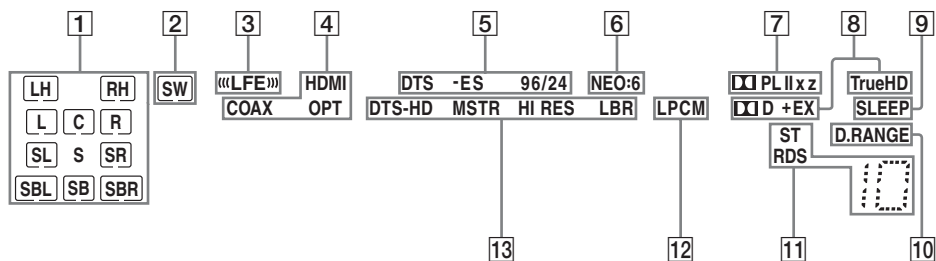 1 2 3 4 5 6 7 8 9
LH RH SW LFE HDMI DTS -ES 96/24 NEO:6 PL II x z TrueHD
L C R COAX OPT DTS-HD MSTR HI RES LBR LPCM D +EX SLEEP
SL S SR ST D.RANGE
SBL SB SBR RDS 10
13 12 11 10